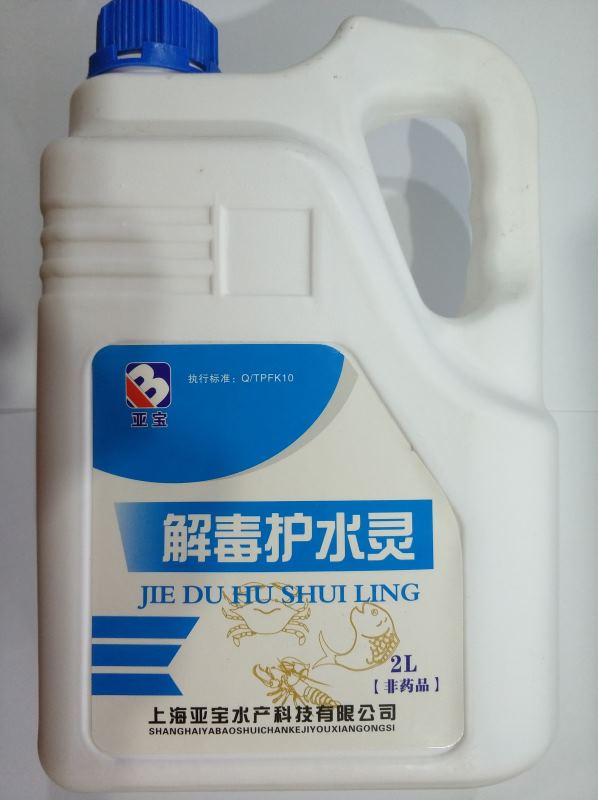 执行标准：Q/TPFK10
B
亚宝
解毒护水灵
JIE DU HU SHUI LING
2L
【非药品】
上海亚宝水产科技有限公司
SHANGHAIYABAOSHUICHANKEJIYOUXIANGONGSI